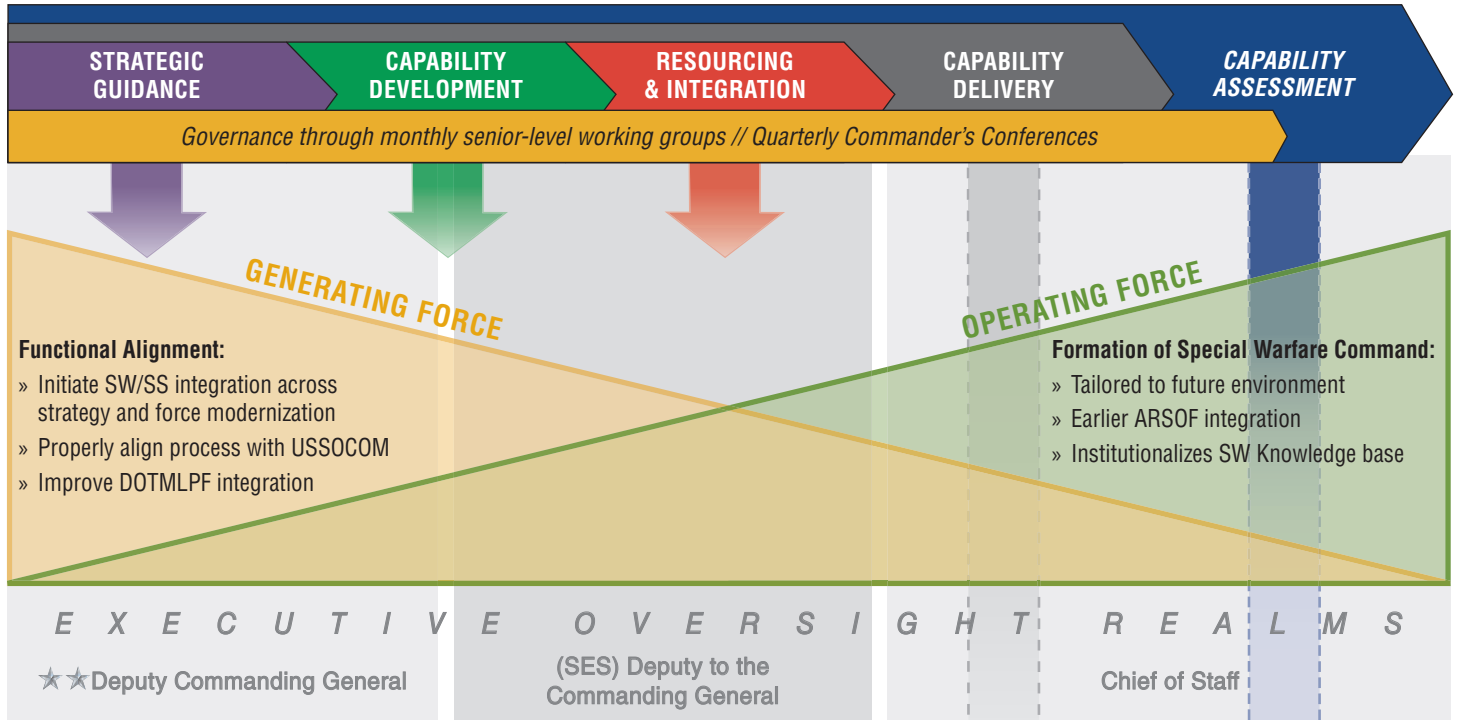 STRATEGIC
GUIDANCE
CAPABILITY
DEVELOPMENT
RESOURCING
& INTEGRATION
CAPABILITY
DELIVERY
CAPABILITY
ASSESSMENT
Governance through monthly senior-level working groups // Quarterly Commander's Conferences
GENERATING FORCE
OPERATING FORCE
Functional Alignment:
» Initiate SW/SS integration across
strategy and force modernization
» Properly align process with USSOCOM
» Improve DOTMLPF integration
Formation of Special Warfare Command:
» Tailored to future environment
» Earlier ARSOF integration
» Institutionalizes SW Knowledge base
EXECUTIVE OVERSIGHT REALMS
Deputy Commanding General
(SES) Deputy to the
Commanding General
Chief of Staff